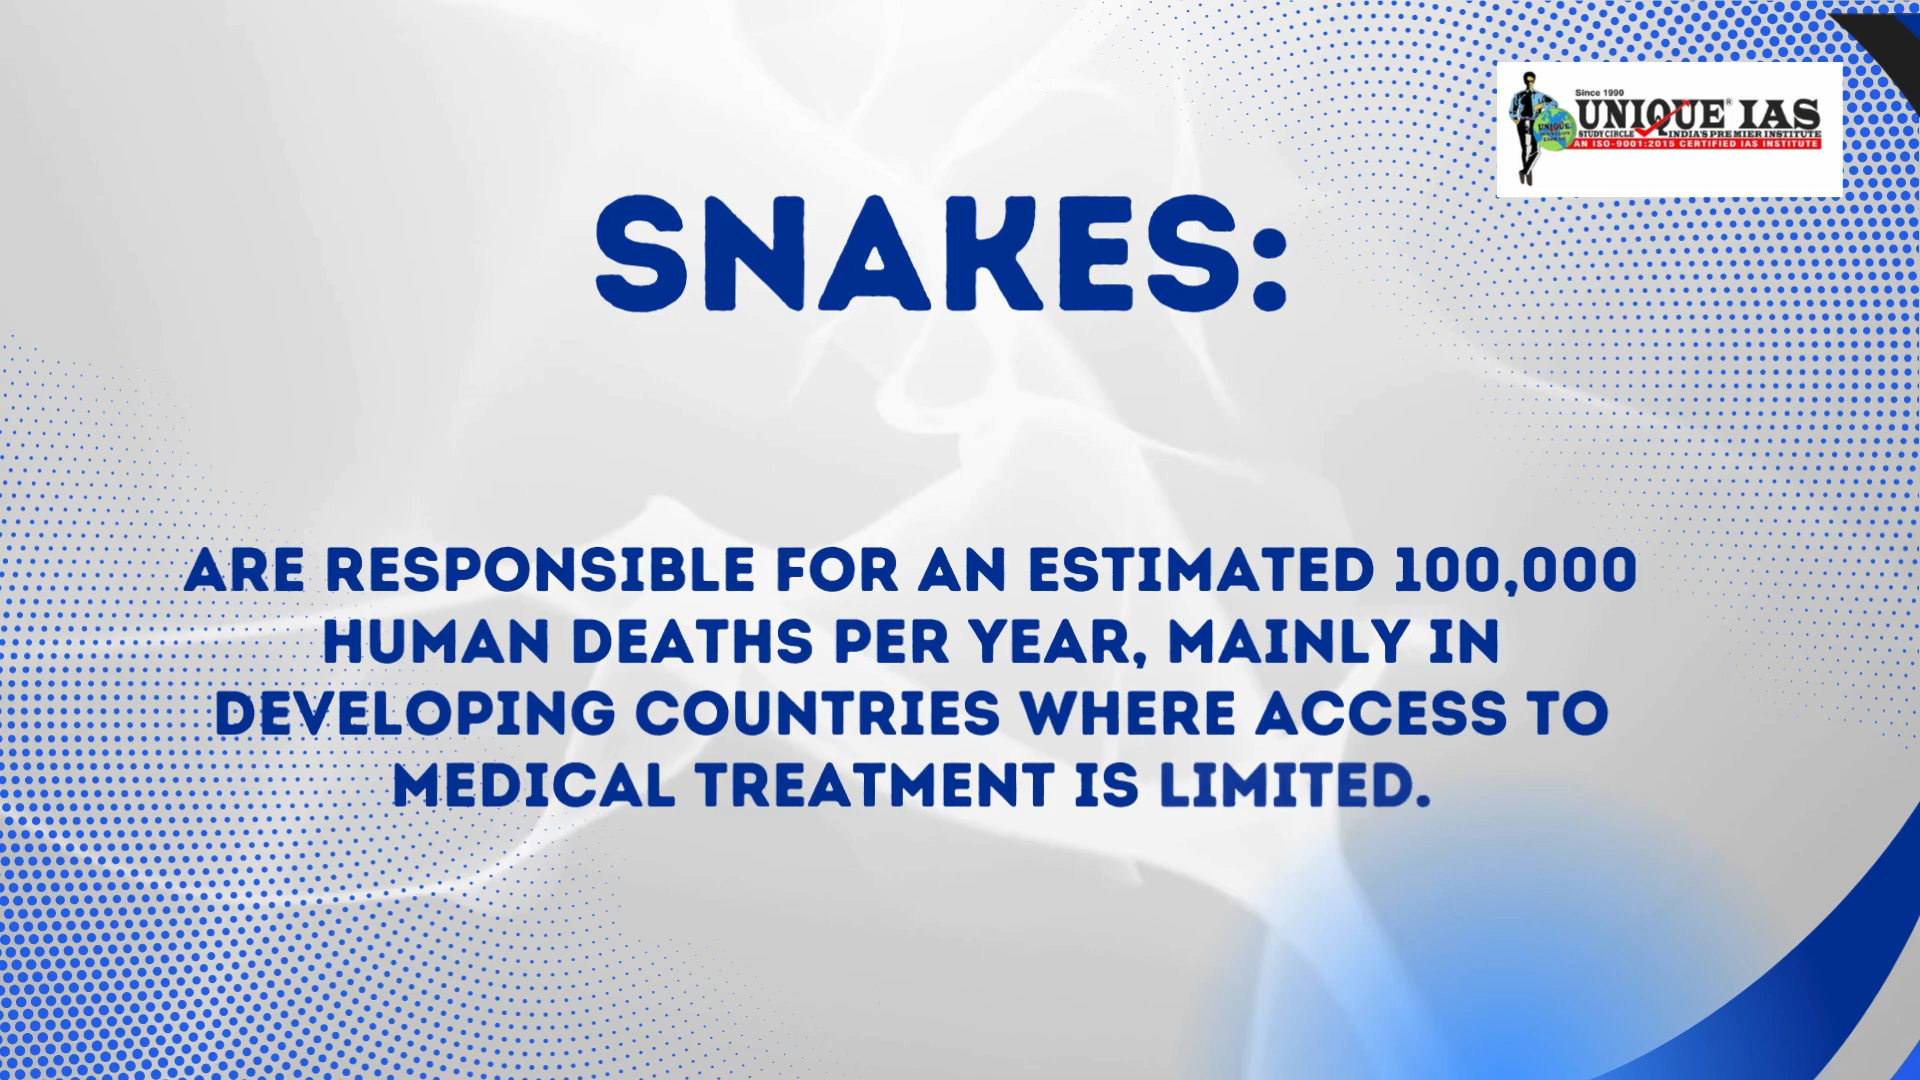 Since 1990
UNIQUE® IAS
STUDY CIRCLE INDIA'S PREMIER INSTITUTE
AN ISO-9001:2015 CERTIFIED IAS INSTITUTE
UNIQUE
SNAKES:
ARE RESPONSIBLE FOR AN ESTIMATED 100,000
HUMAN DEATHS PER YEAR, MAINLY IN
DEVELOPING COUNTRIES WHERE ACCESS TO
MEDICAL TREATMENT IS LIMITED.